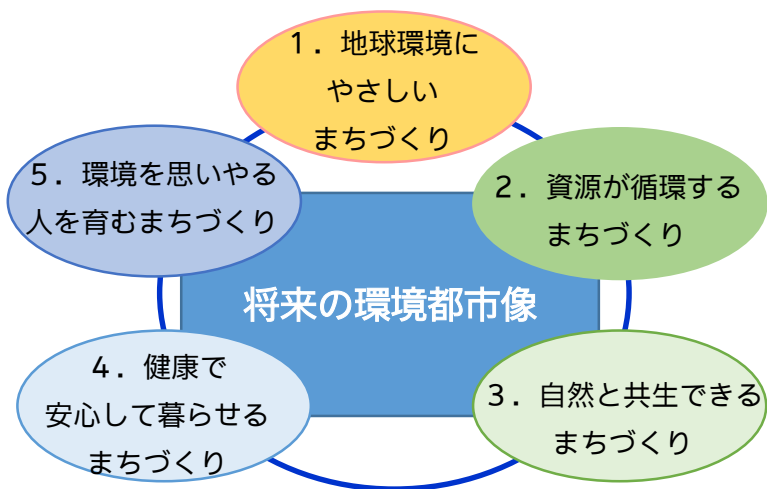 1．地球環境に
やさしい
まちづくり
2．資源が循環する
まちづくり
3．自然と共生できる
まちづくり
4．健康で
安心して暮らせる
まちづくり
5．環境を思いやる
人を育むまちづくり
将来の環境都市像